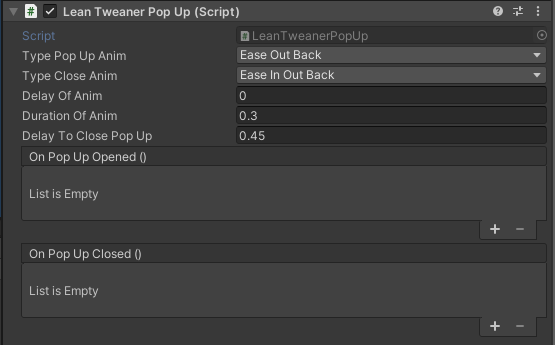 Lean Tweaner Pop Up (Script)
Script LeanTweanerPopUp
Type Pop Up Anim Ease Out Back
Type Close Anim Ease In Out Back
Delay Of Anim 0
Duration Of Anim 0.3
Delay To Close Pop Up 0.45
On Pop Up Opened ()
List is Empty
+ −
On Pop Up Closed ()
List is Empty
+ −